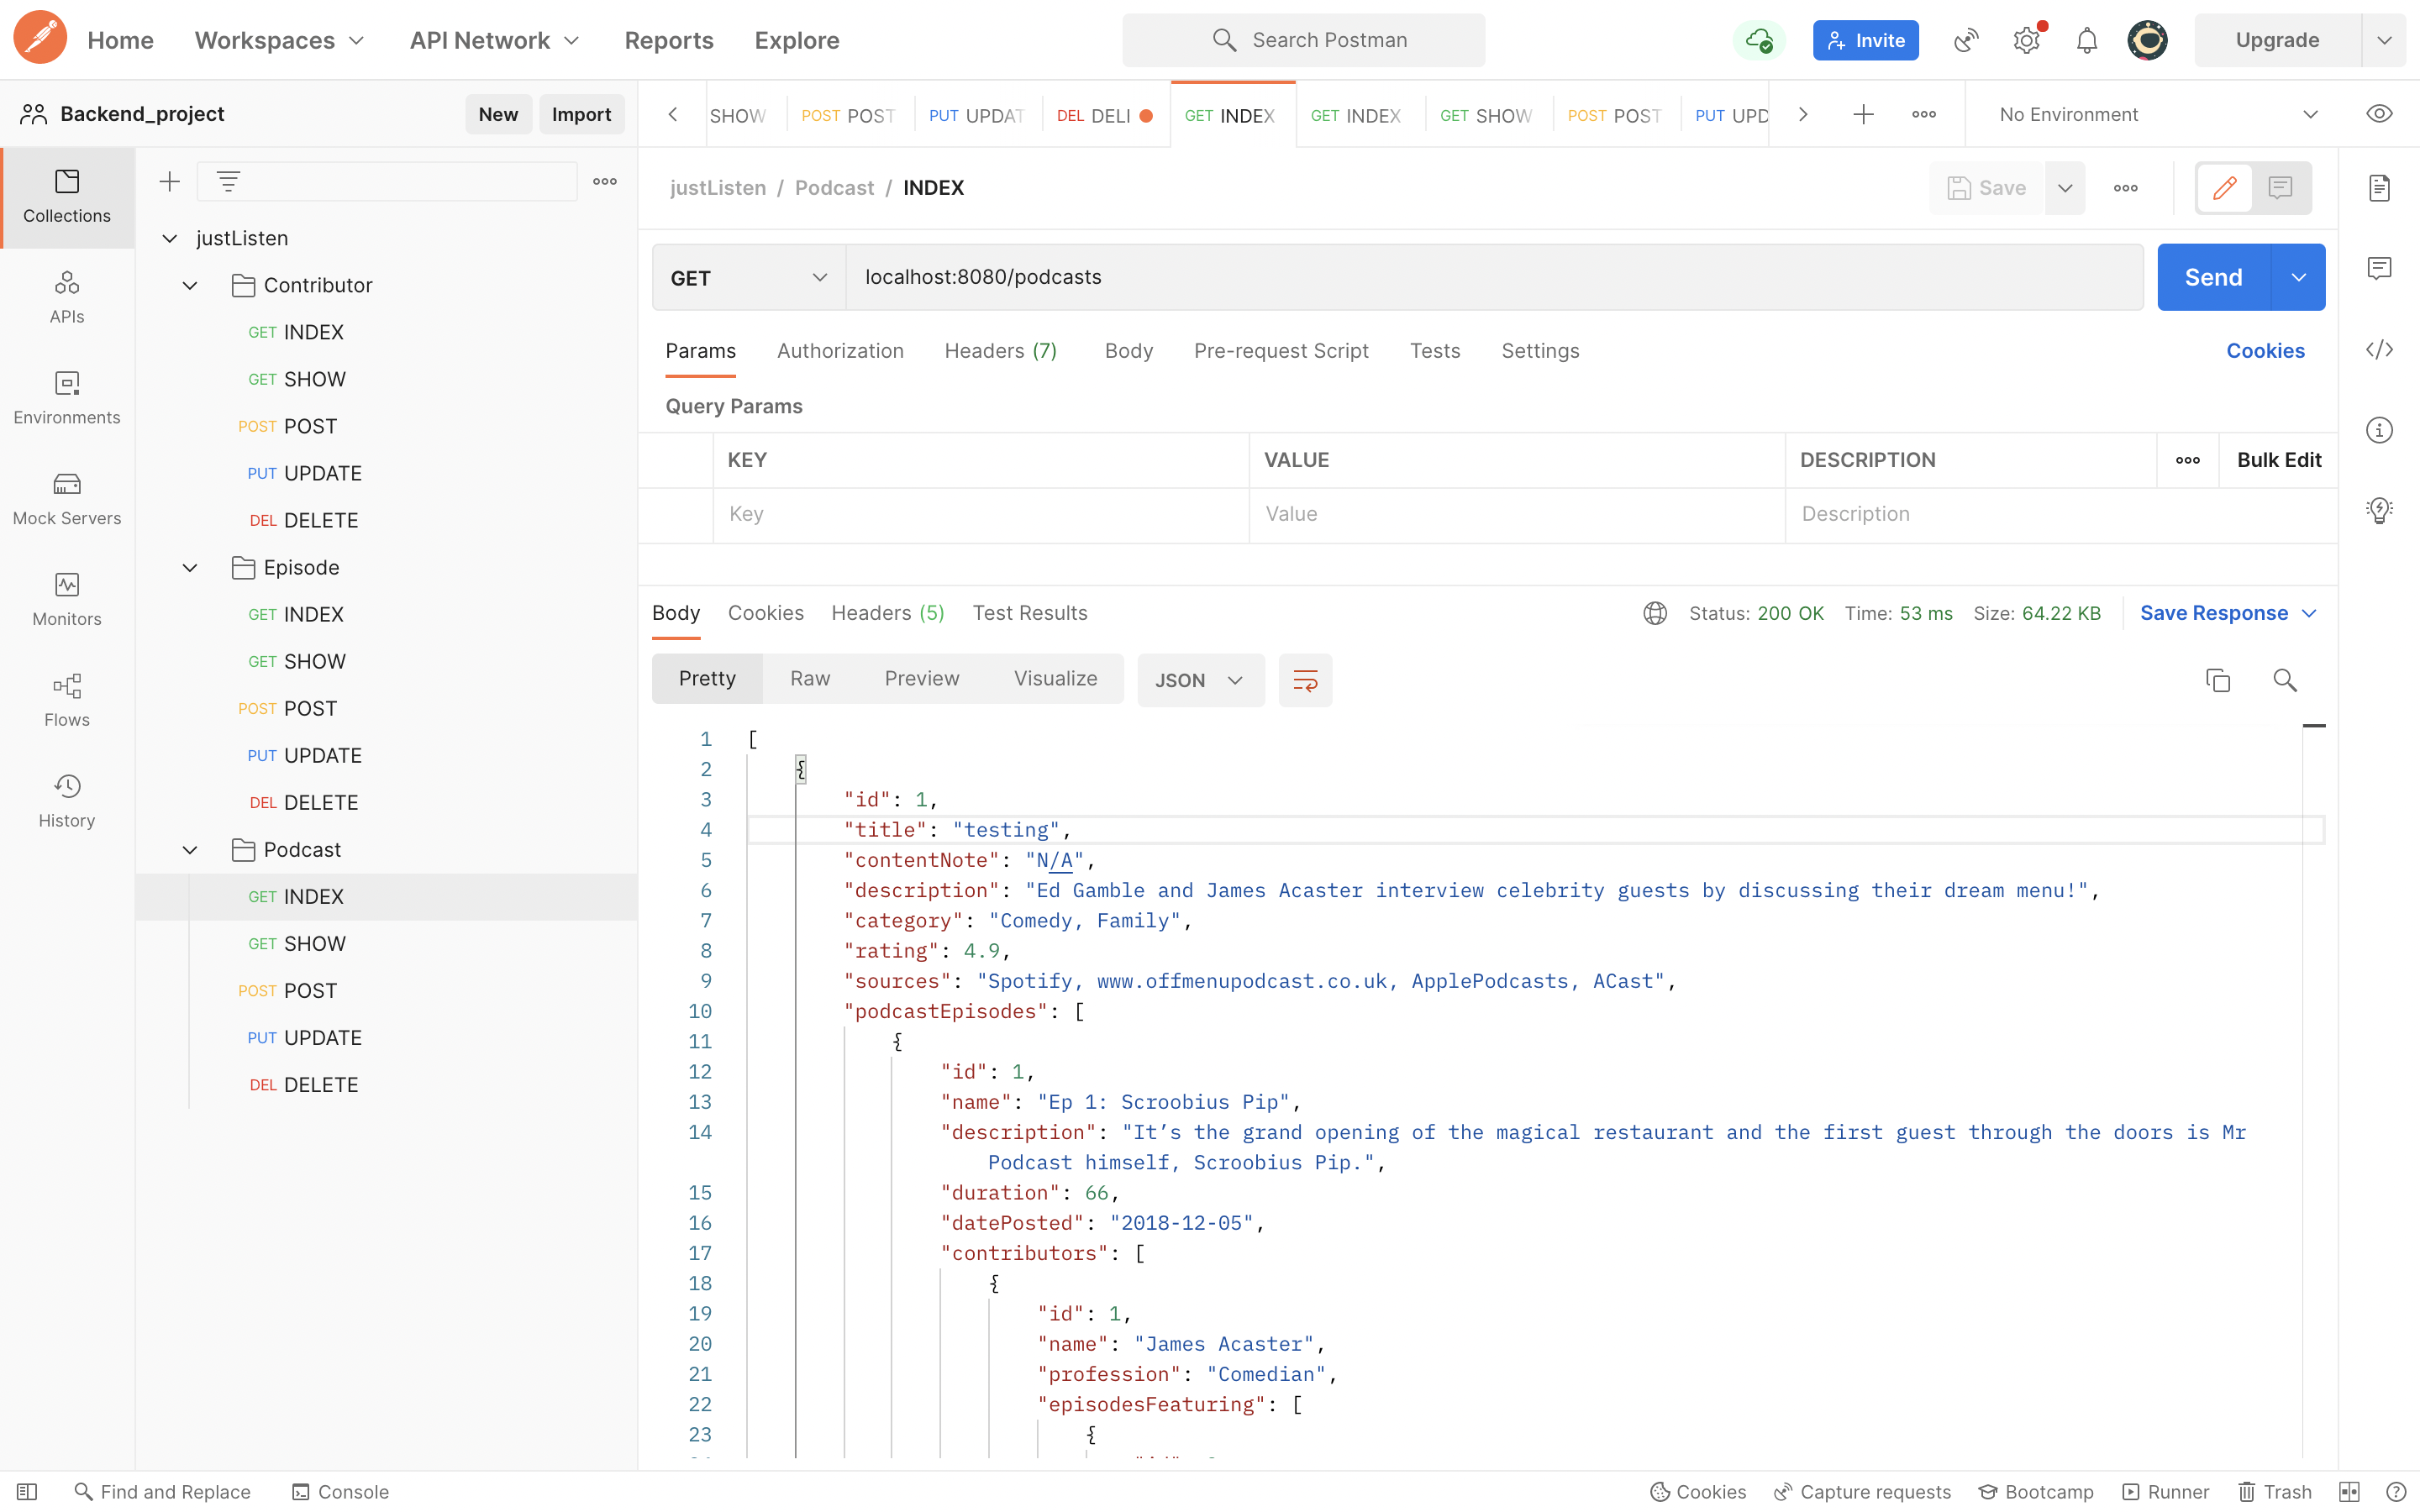 Home Workspaces API Network Reports Explore Search Postman Invite Upgrade
Backend_project New Import
SHOW POST POST PUT UPDAT DEL DELI GET INDEX GET INDEX GET SHOW POST POST PUT UPD No Environment
Collections
APIs
Environments
Mock Servers
Monitors
Flows
History
justListen
Contributor
GET INDEX
GET SHOW
POST POST
PUT UPDATE
DEL DELETE
Episode
GET INDEX
GET SHOW
POST POST
PUT UPDATE
DEL DELETE
Podcast
GET INDEX
GET SHOW
POST POST
PUT UPDATE
DEL DELETE
justListen / Podcast / INDEX Save
GET localhost:8080/podcasts Send
Params Authorization Headers (7) Body Pre-request Script Tests Settings Cookies
Query Params
KEY VALUE DESCRIPTION Bulk Edit
Key Value Description
Body Cookies Headers (5) Test Results Status: 200 OK Time: 53 ms Size: 64.22 KB Save Response
Pretty Raw Preview Visualize JSON
1 [
2 {
3 "id": 1,
4 "title": "testing",
5 "contentNote": "N/A",
6 "description": "Ed Gamble and James Acaster interview celebrity guests by discussing their dream menu!",
7 "category": "Comedy, Family",
8 "rating": 4.9,
9 "sources": "Spotify, www.offmenupodcast.co.uk, ApplePodcasts, ACast",
10 "podcastEpisodes": [
11 {
12 "id": 1,
13 "name": "Ep 1: Scroobius Pip",
14 "description": "It’s the grand opening of the magical restaurant and the first guest through the doors is Mr
Podcast himself, Scroobius Pip.",
15 "duration": 66,
16 "datePosted": "2018-12-05",
17 "contributors": [
18 {
19 "id": 1,
20 "name": "James Acaster",
21 "profession": "Comedian",
22 "episodesFeaturing": [
23 {
Find and Replace Console Cookies Capture requests Bootcamp Runner Trash